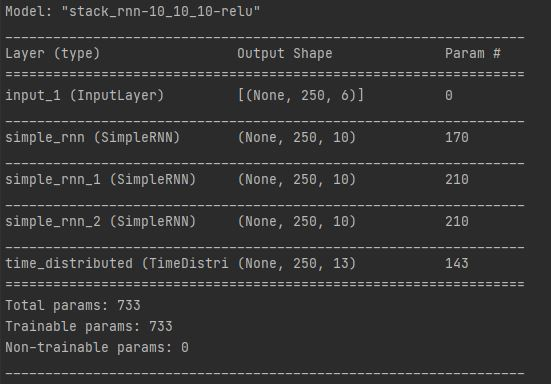 Model: "stack_rnn-10_10_10-relu"
_________________________________________________________________
Layer (type)                 Output Shape              Param #
=================================================================
input_1 (InputLayer)         [(None, 250, 6)]          0
_________________________________________________________________
simple_rnn (SimpleRNN)       (None, 250, 10)           170
_________________________________________________________________
simple_rnn_1 (SimpleRNN)     (None, 250, 10)           210
_________________________________________________________________
simple_rnn_2 (SimpleRNN)     (None, 250, 10)           210
_________________________________________________________________
time_distributed (TimeDistri (None, 250, 13)           143
=================================================================
Total params: 733
Trainable params: 733
Non-trainable params: 0
_________________________________________________________________